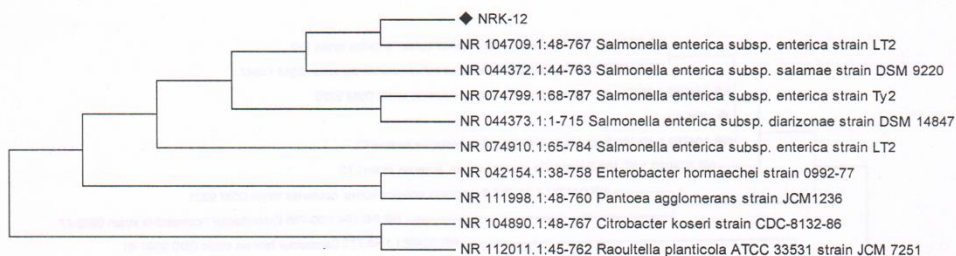 ◆ NRK-12
NR 104709.1:48-767 Salmonella enterica subsp. enterica strain LT2
NR 044372.1:44-763 Salmonella enterica subsp. salamae strain DSM 9220
NR 074799.1:68-787 Salmonella enterica subsp. enterica strain Ty2
NR 044373.1:1-715 Salmonella enterica subsp. diarizonae strain DSM 14847
NR 074910.1:65-784 Salmonella enterica subsp. enterica strain LT2
NR 042154.1:38-758 Enterobacter hormaechei strain 0992-77
NR 111998.1:48-760 Pantoea agglomerans strain JCM1236
NR 104890.1:48-767 Citrobacter koseri strain CDC-8132-86
NR 112011.1:45-762 Raoultella planticola ATCC 33531 strain JCM 7251